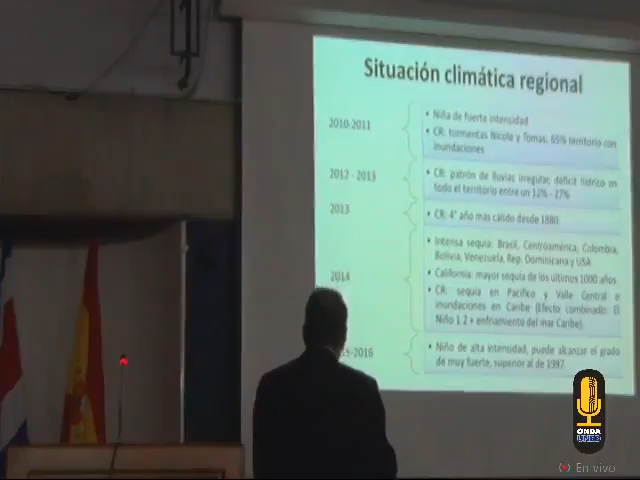 Situación climática regional
2010-2011
• Niña de fuerte intensidad
• CR: tormentas Nicole y Tomas, 65% territorio con
inundaciones
2012 - 2013
• CR: patrón de lluvias irregular, déficit hídrico en
todo el territorio entre un 12% - 27%
2013
• CR: 4° año más cálido desde 1880
2014
• Intensa sequía: Brasil, Centroamérica, Colombia,
Bolivia, Venezuela, Rep. Dominicana y USA
• California: mayor sequía de los últimos 1000 años
• CR: sequía en Pacífico y Valle Central e
inundaciones en Caribe (Efecto combinado: El
Niño 1.2 + enfriamiento del mar Caribe).
-2016
• Niño de alta intensidad, puede alcanzar el grado
de muy fuerte, superior al de 1997
ONDA
UNED
En vivo